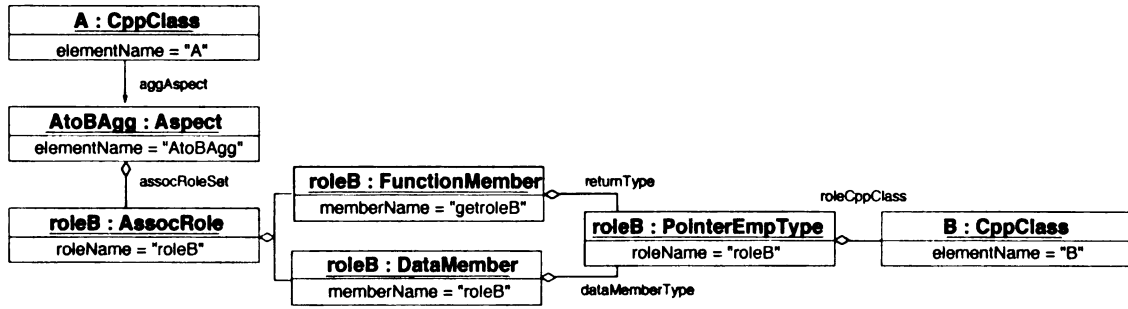 A : CppClass
elementName = "A"
aggAspect
AtoBAgg : Aspect
elementName = "AtoBAgg"
assocRoleSet
roleB : AssocRole
roleName = "roleB"
roleB : FunctionMember
memberName = "getroleB"
returnType
roleB : DataMember
memberName = "roleB"
dataMemberType
roleB : PointerEmpType
roleName = "roleB"
roleCppClass
B : CppClass
elementName = "B"